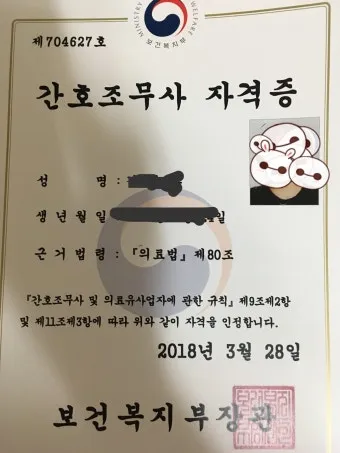 MINISTRY WELFARE
보건복지부
제704627호
간호조무사 자격증
성 명 :
생 년 월 일 일
근 거 법 령 : 『의료법』 제80조
『간호조무사 및 의료유사업자에 관한 규칙』 제9조제2항
및 제11조제3항에 따라 위와 같이 자격을 인정합니다.
2018년 3월 28일
보건복지부장관